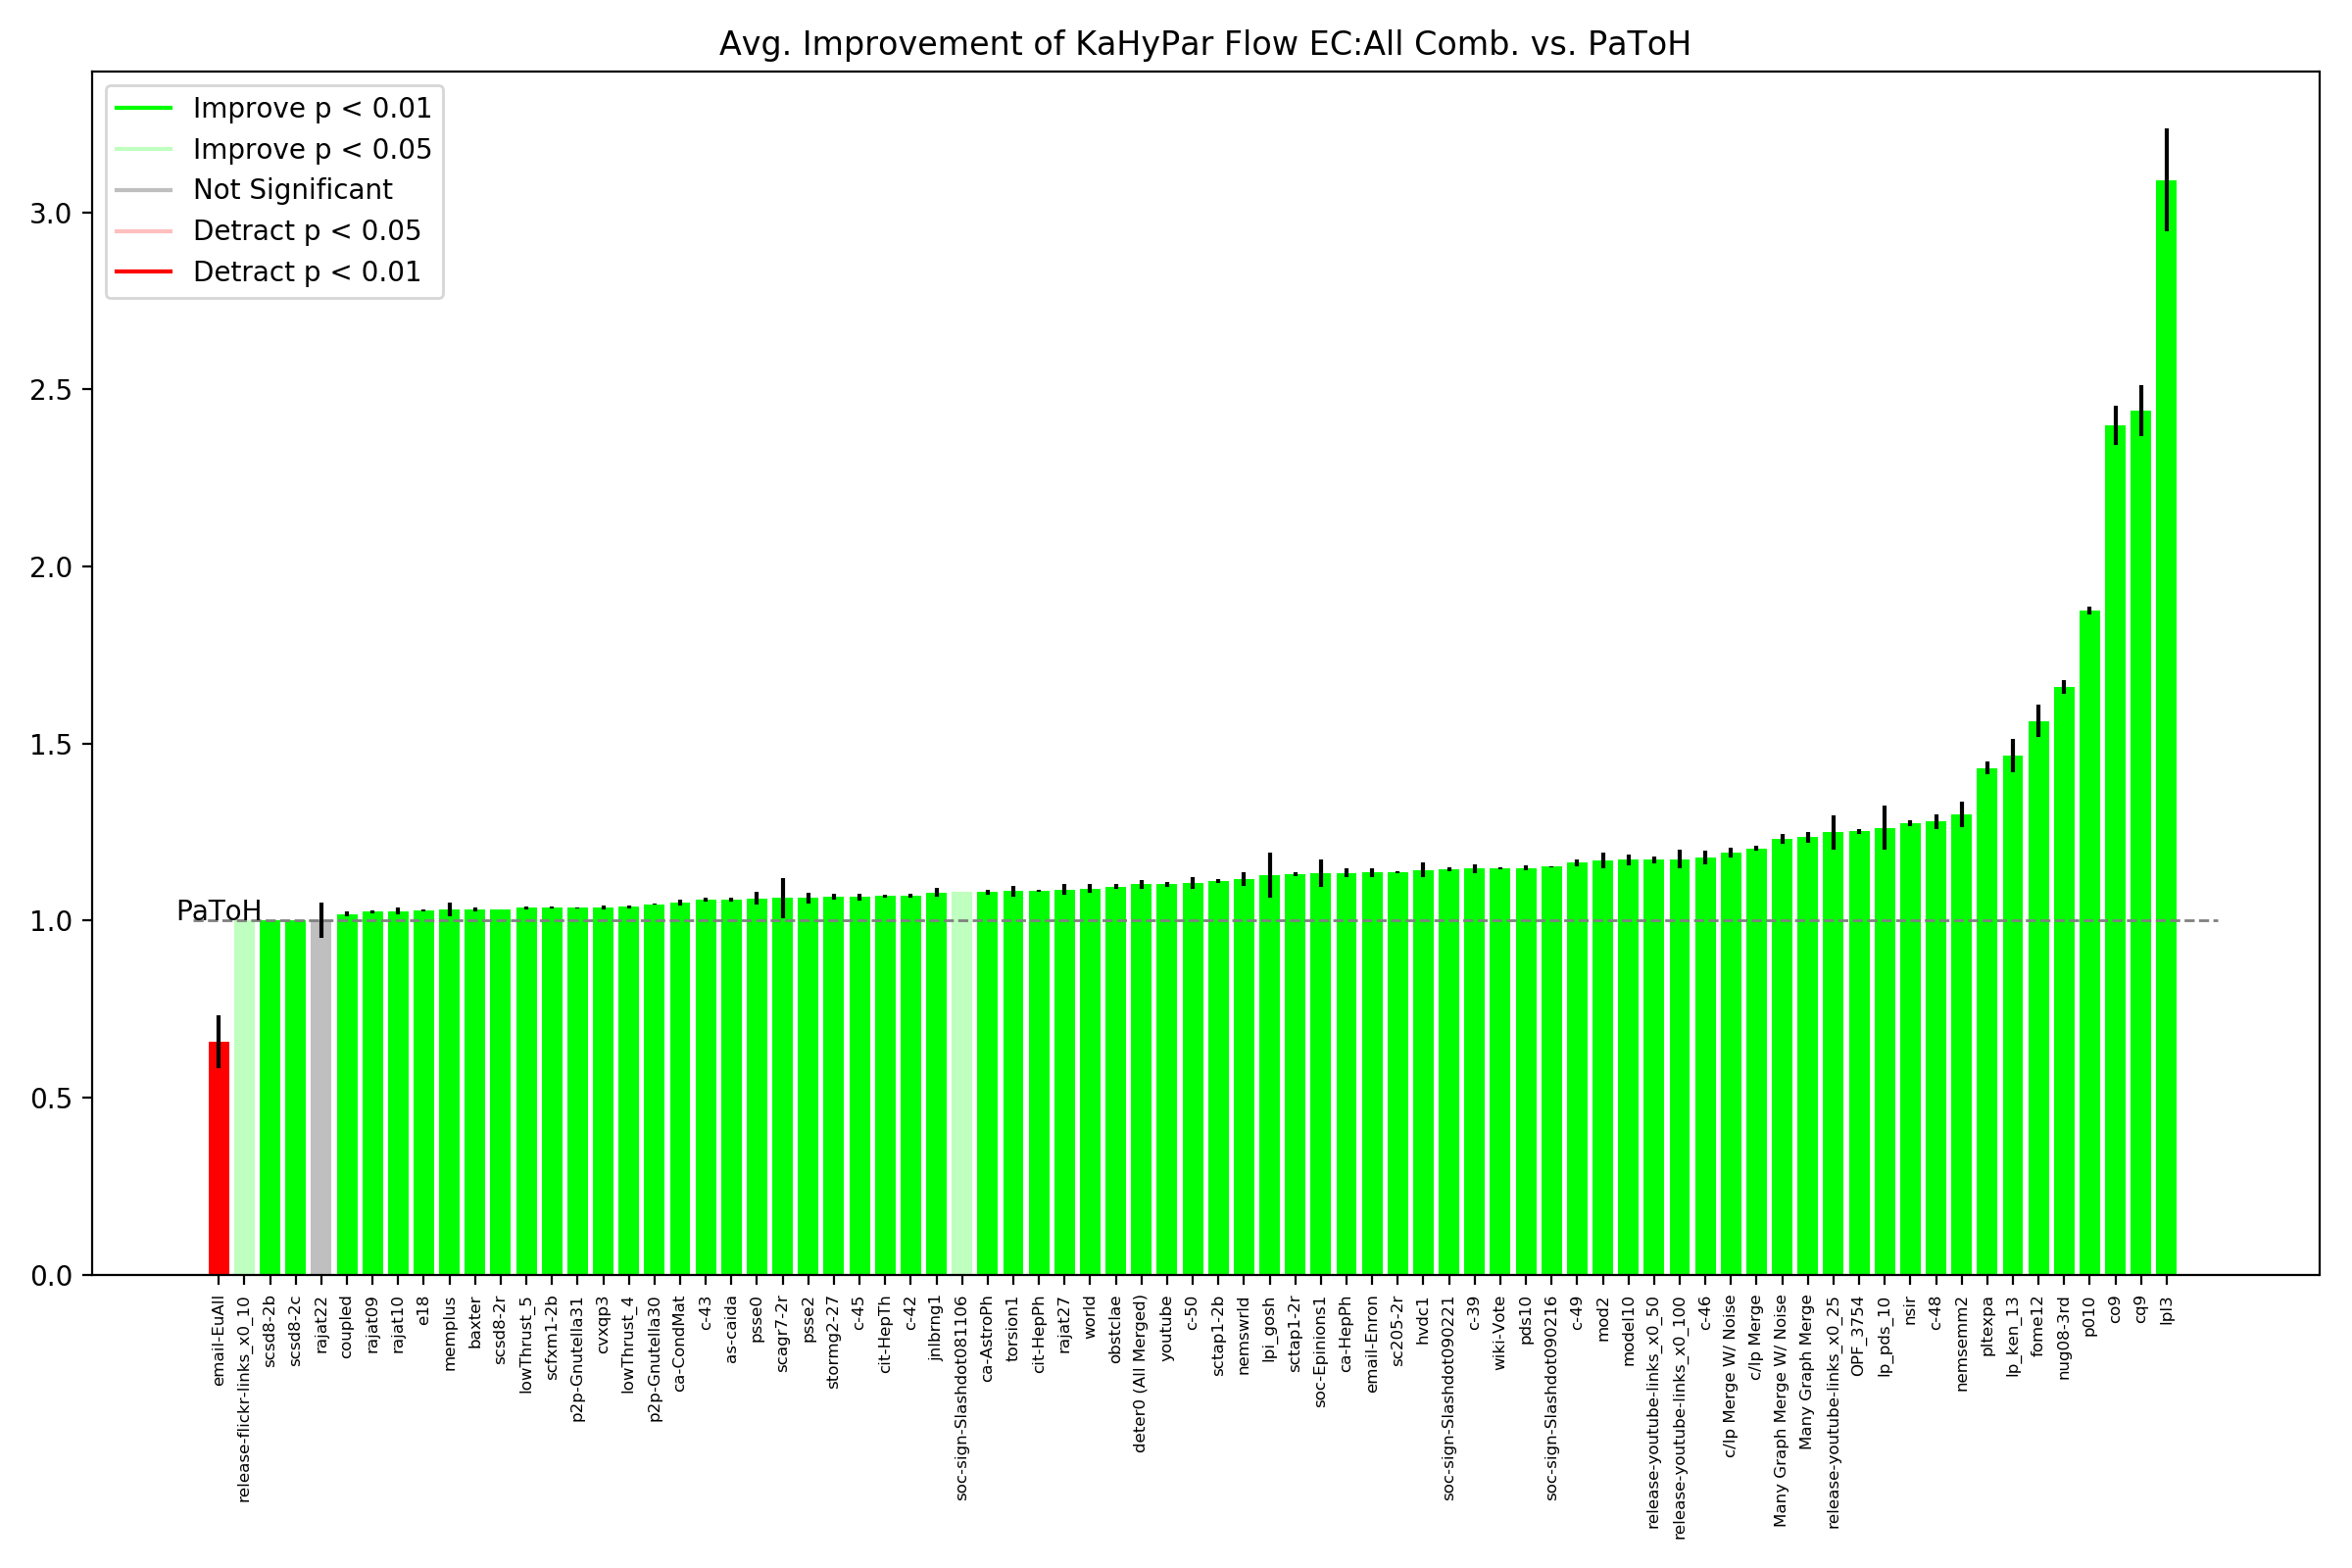 Avg. Improvement of KaHyPar Flow EC:All Comb. vs. PaToH
Improve p < 0.01
Improve p < 0.05
Not Significant
Detract p < 0.05
Detract p < 0.01
3.0
2.5
2.0
1.5
1.0
0.5
0.0
PaToH
email-EuAll
release-flickr-links_x0_10
scsd8-2b
scsd8-2c
rajat22
coupled
rajat09
rajat10
e18
memplus
baxter
scsd8-2r
lowThrust_5
scfxm1-2b
p2p-Gnutella31
cvxqp3
lowThrust_4
p2p-Gnutella30
ca-CondMat
c-43
as-caida
psse0
scagr7-2r
psse2
stormg2-27
c-45
cit-HepTh
c-42
jnlbrng1
soc-sign-Slashdot081106
ca-AstroPh
torsion1
cit-HepPh
rajat27
world
obstclae
deter0 (All Merged)
youtube
c-50
sctap1-2b
nemswrld
lpi_gosh
sctap1-2r
soc-Epinions1
ca-HepPh
email-Enron
sc205-2r
hvdc1
soc-sign-Slashdot090221
c-39
wiki-Vote
pds10
soc-sign-Slashdot090216
c-49
mod2
model10
release-youtube-links_x0_50
release-youtube-links_x0_100
c-46
c/lp Merge W/ Noise
c/lp Merge
Many Graph Merge W/ Noise
Many Graph Merge
release-youtube-links_x0_25
OPF_3754
lp_pds_10
nsir
c-48
nemsemm2
pltexpa
lp_ken_13
fome12
nug08-3rd
p010
co9
cq9
lpl3